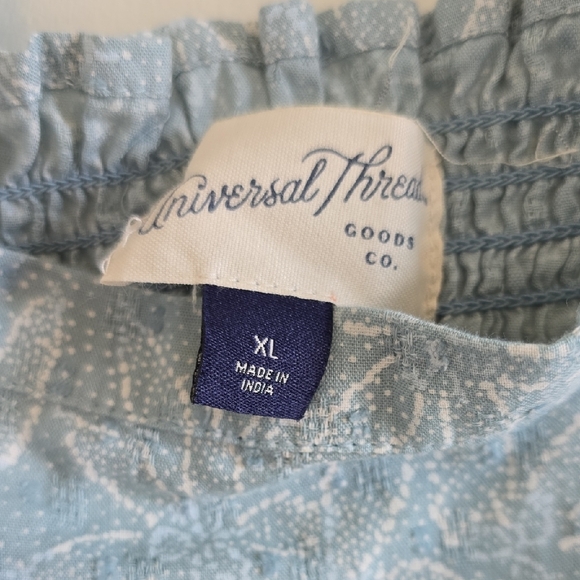 Universal Thread
GOODS
CO.
XL
MADE IN
INDIA